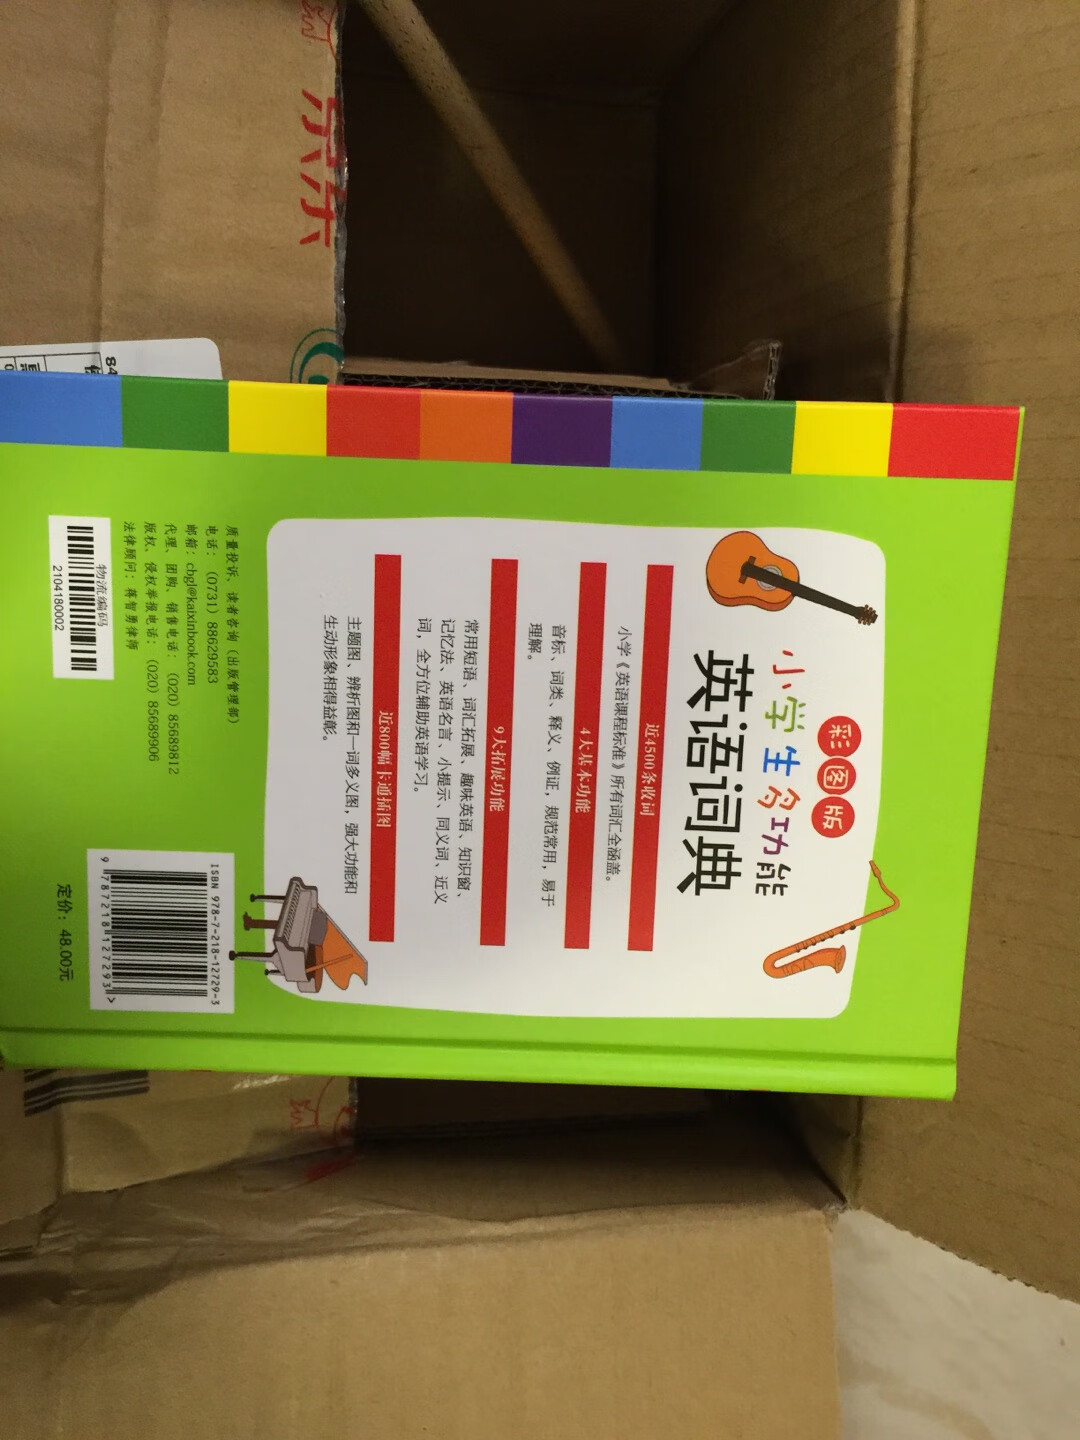 京东
84
彩图版
小学生多功能
英语词典
近4500条收词
小学《英语课程标准》所有词汇全涵盖。
4大基本功能
音标、词类、释义、例证,规范常用,易于
理解。
9大拓展功能
常用短语、词汇拓展、趣味英语、知识窗、
记忆法、英语名言、小提示、同义词、近义
词,全方位辅助英语学习。
近800幅卡通插图
主题图、辨析图和一词多义图,强大功能和
生动形象相得益彰。
质量投诉、读者咨询(出版管理部)
电话:(0731)88629583
邮箱:cbgl@kaixinbook.com
代理、团购、销售电话:(020)85689812
版权、侵权举报电话:(020)85689906
法律顾问:蒋智勇律师
物流编码
2104180002
ISBN 978-7-218-12729-3
9 787218 127293 >
定价:48.00元